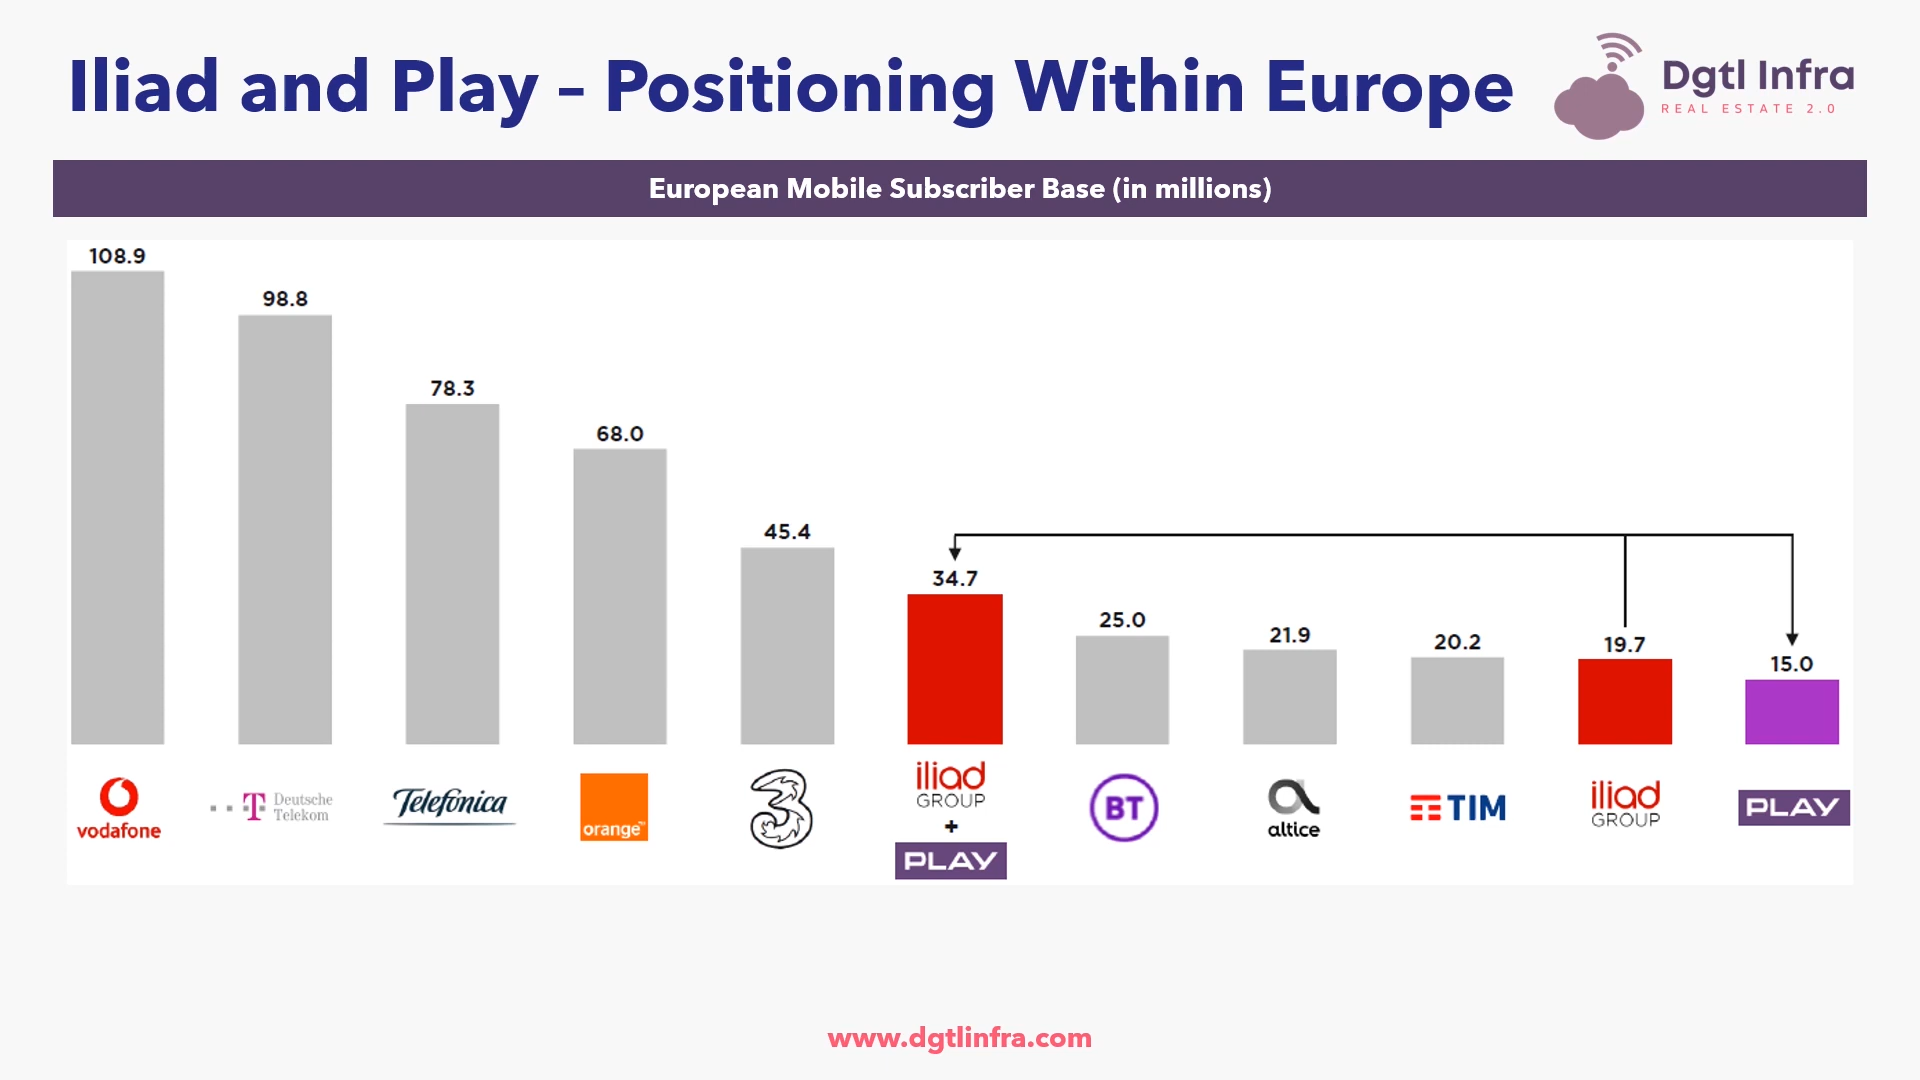 Iliad and Play – Positioning Within Europe
Dgtl Infra
REAL ESTATE 2.0
European Mobile Subscriber Base (in millions)
108.9
98.8
78.3
68.0
45.4
34.7
25.0
21.9
20.2
19.7
15.0
vodafone
T Deutsche
Telekom
Telefónica
orange™
3
iliad
GROUP
+
PLAY
BT
altice
TIM
iliad
GROUP
PLAY
www.dgtlinfra.com